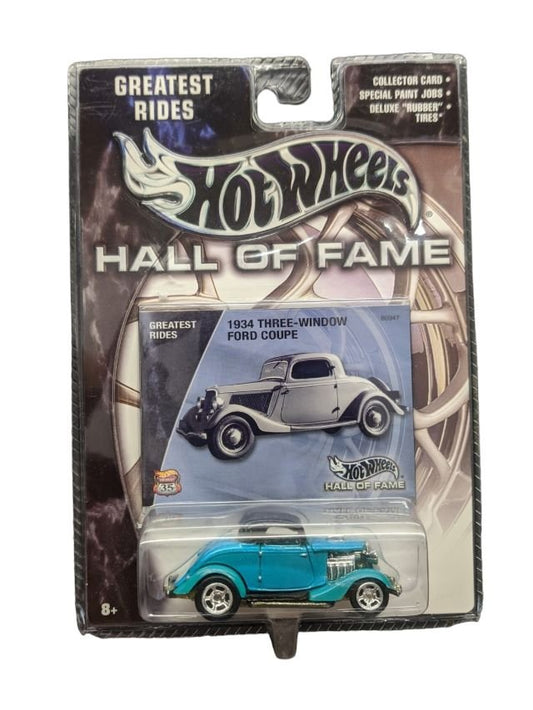 GREATEST
RIDES
COLLECTOR CARD •
SPECIAL PAINT JOBS •
DELUXE "RUBBER" •
TIRES*
HOT WHEELS
®
HALL OF FAME
GREATEST
RIDES
1934 THREE-WINDOW
FORD COUPE
HOT WHEELS
HALL OF FAME
35
8+